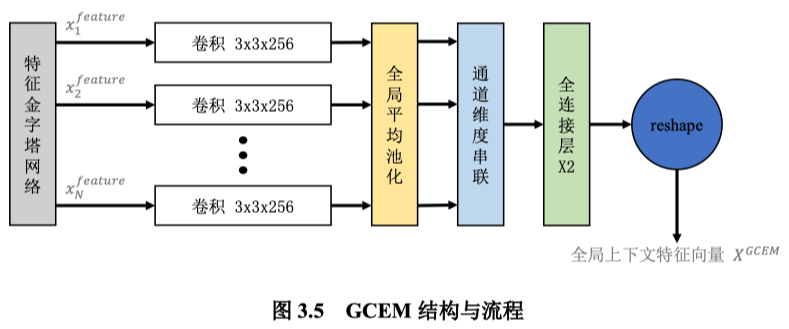 特征金字塔网络
x_1^{feature}
卷积 3x3x256
x_2^{feature}
卷积 3x3x256
x_N^{feature}
卷积 3x3x256
全局平均池化
通道维度串联
全连接层X2
reshape
全局上下文特征向量 X^{GCEM}
图 3.5 GCEM 结构与流程